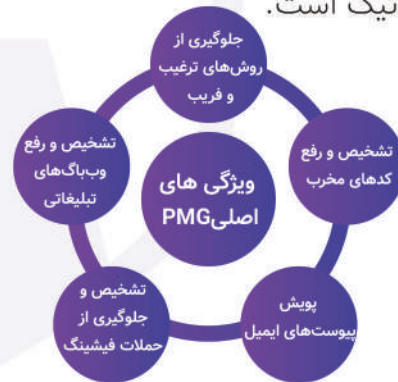 نیک است.
جلوگیری از
روش‌های ترغیب
و فریب
تشخیص و رفع
کدهای مخرب
پویش
پیوست‌های ایمیل
تشخیص و
جلوگیری از
حملات فیشینگ
تشخیص و رفع
وب‌باگ‌های
تبلیغاتی
ویژگی های
اصلیPMG